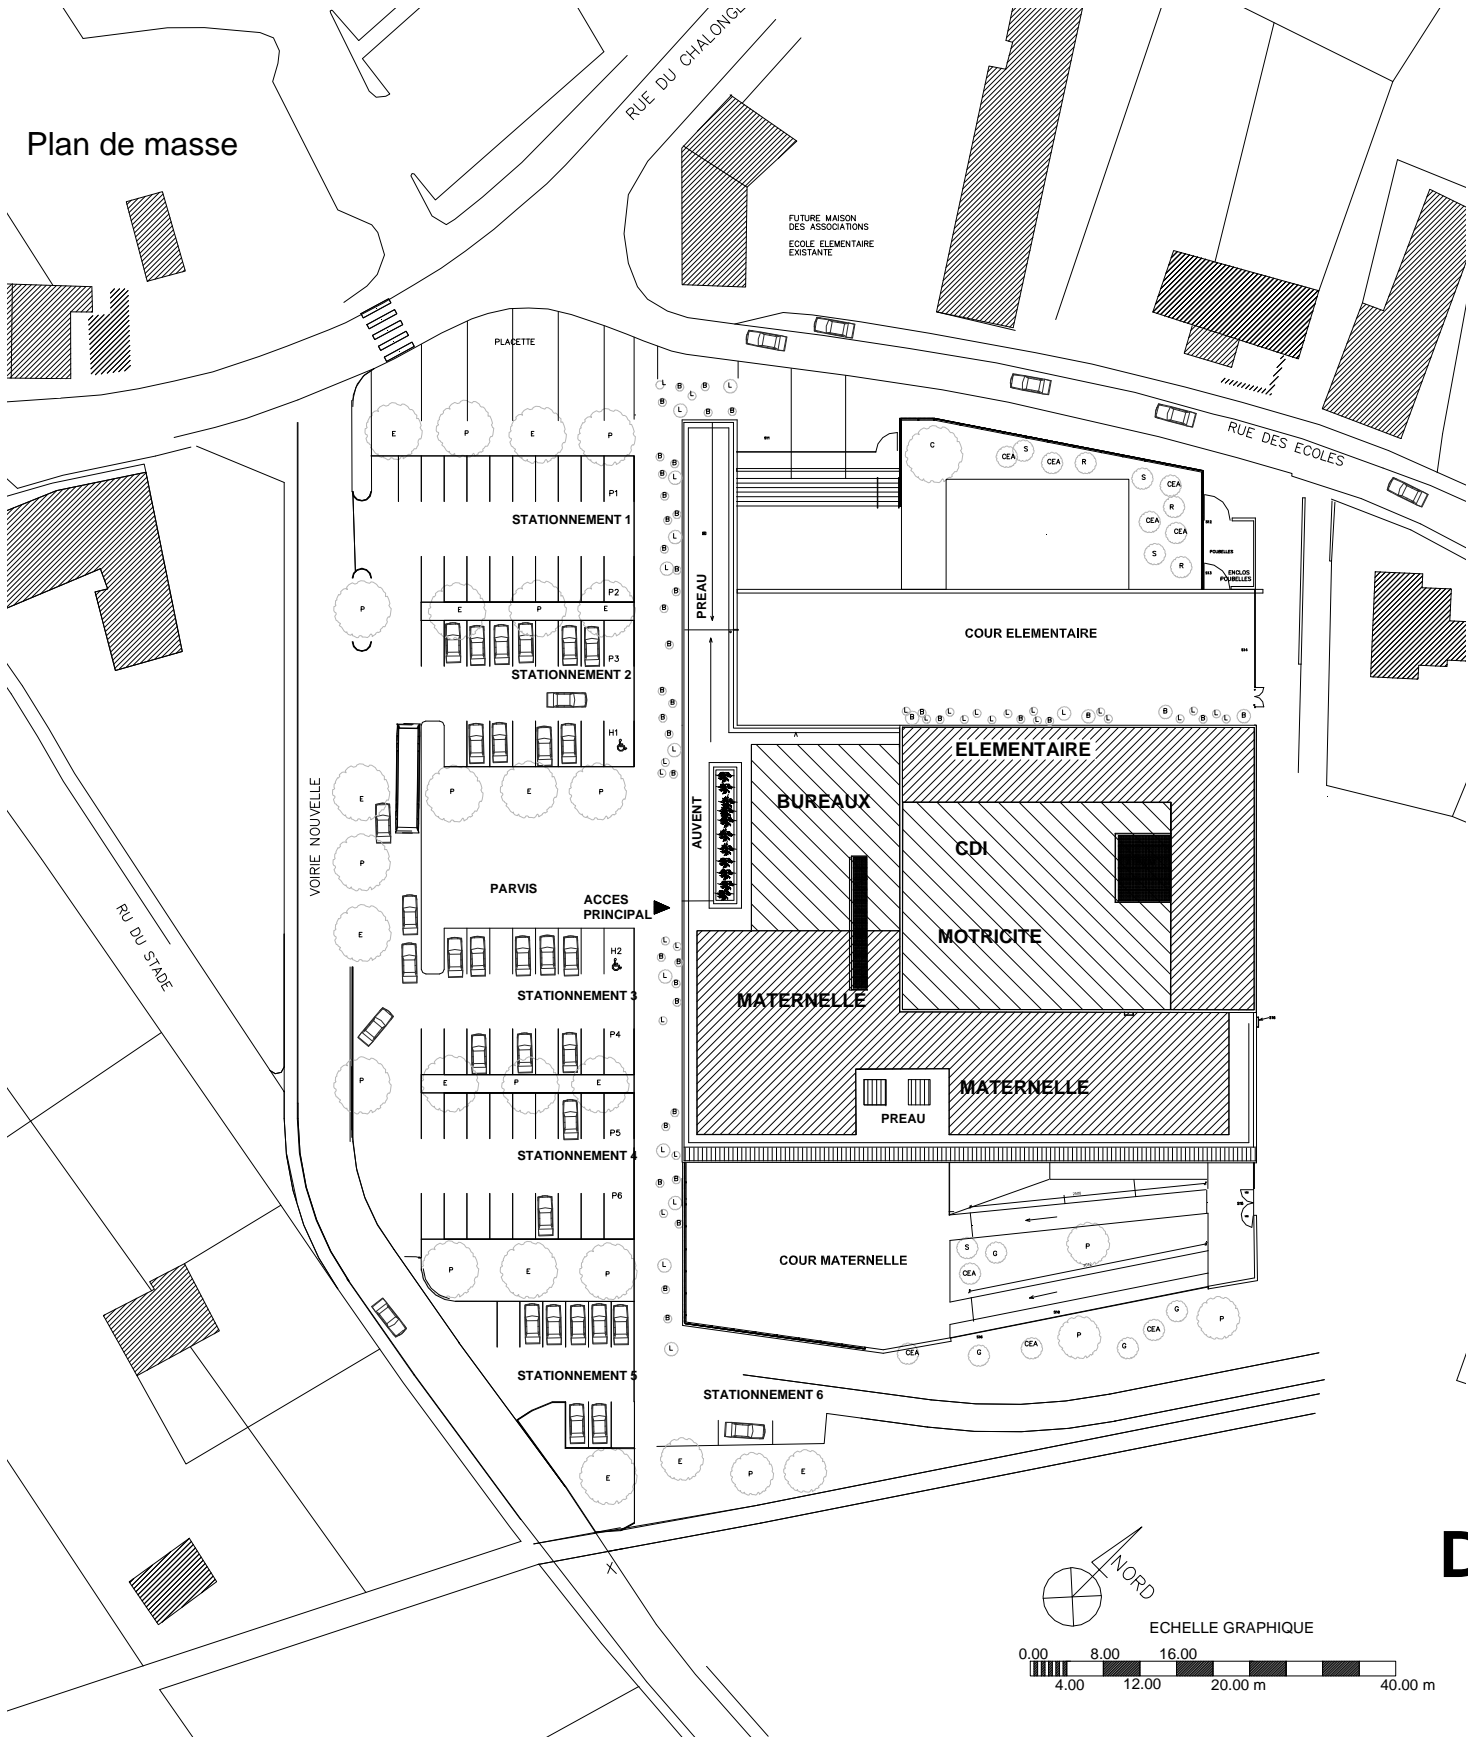 Plan de masse
RUE DU CHALONGE
FUTURE MAISON
DES ASSOCIATIONS
ECOLE ELEMENTAIRE
EXISTANTE
PLACETTE
RUE DES ECOLES
P1
STATIONNEMENT 1
POUBELLES
ENCLOS
POUBELLES
P2
PREAU
COUR ELEMENTAIRE
P3
STATIONNEMENT 2
H1
ELEMENTAIRE
BUREAUX
AUVENT
CDI
VOIRIE NOUVELLE
PARVIS
ACCES
PRINCIPAL
MOTRICITE
RU DU STADE
H2
STATIONNEMENT 3
MATERNELLE
P4
MATERNELLE
PREAU
P5
STATIONNEMENT 4
P6
COUR MATERNELLE
STATIONNEMENT 5
STATIONNEMENT 6
D
NORD
ECHELLE GRAPHIQUE
0.00 8.00 16.00
4.00 12.00 20.00 m 40.00 m